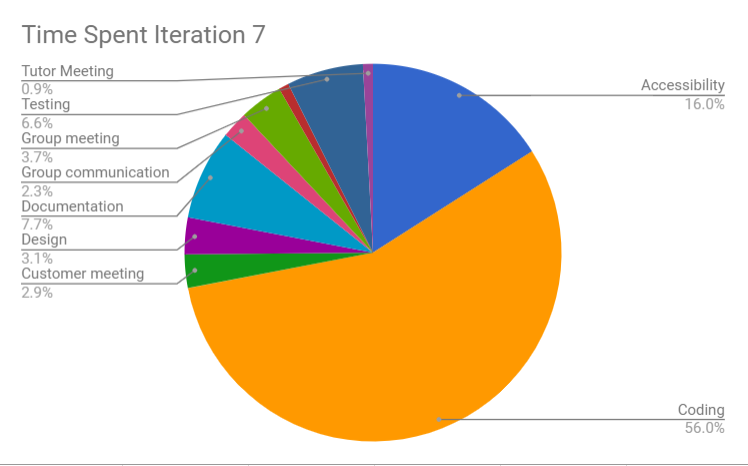 Time Spent Iteration 7
Tutor Meeting
0.9%
Testing
6.6%
Group meeting
3.7%
Group communication
2.3%
Documentation
7.7%
Design
3.1%
Customer meeting
2.9%
Accessibility
16.0%
Coding
56.0%